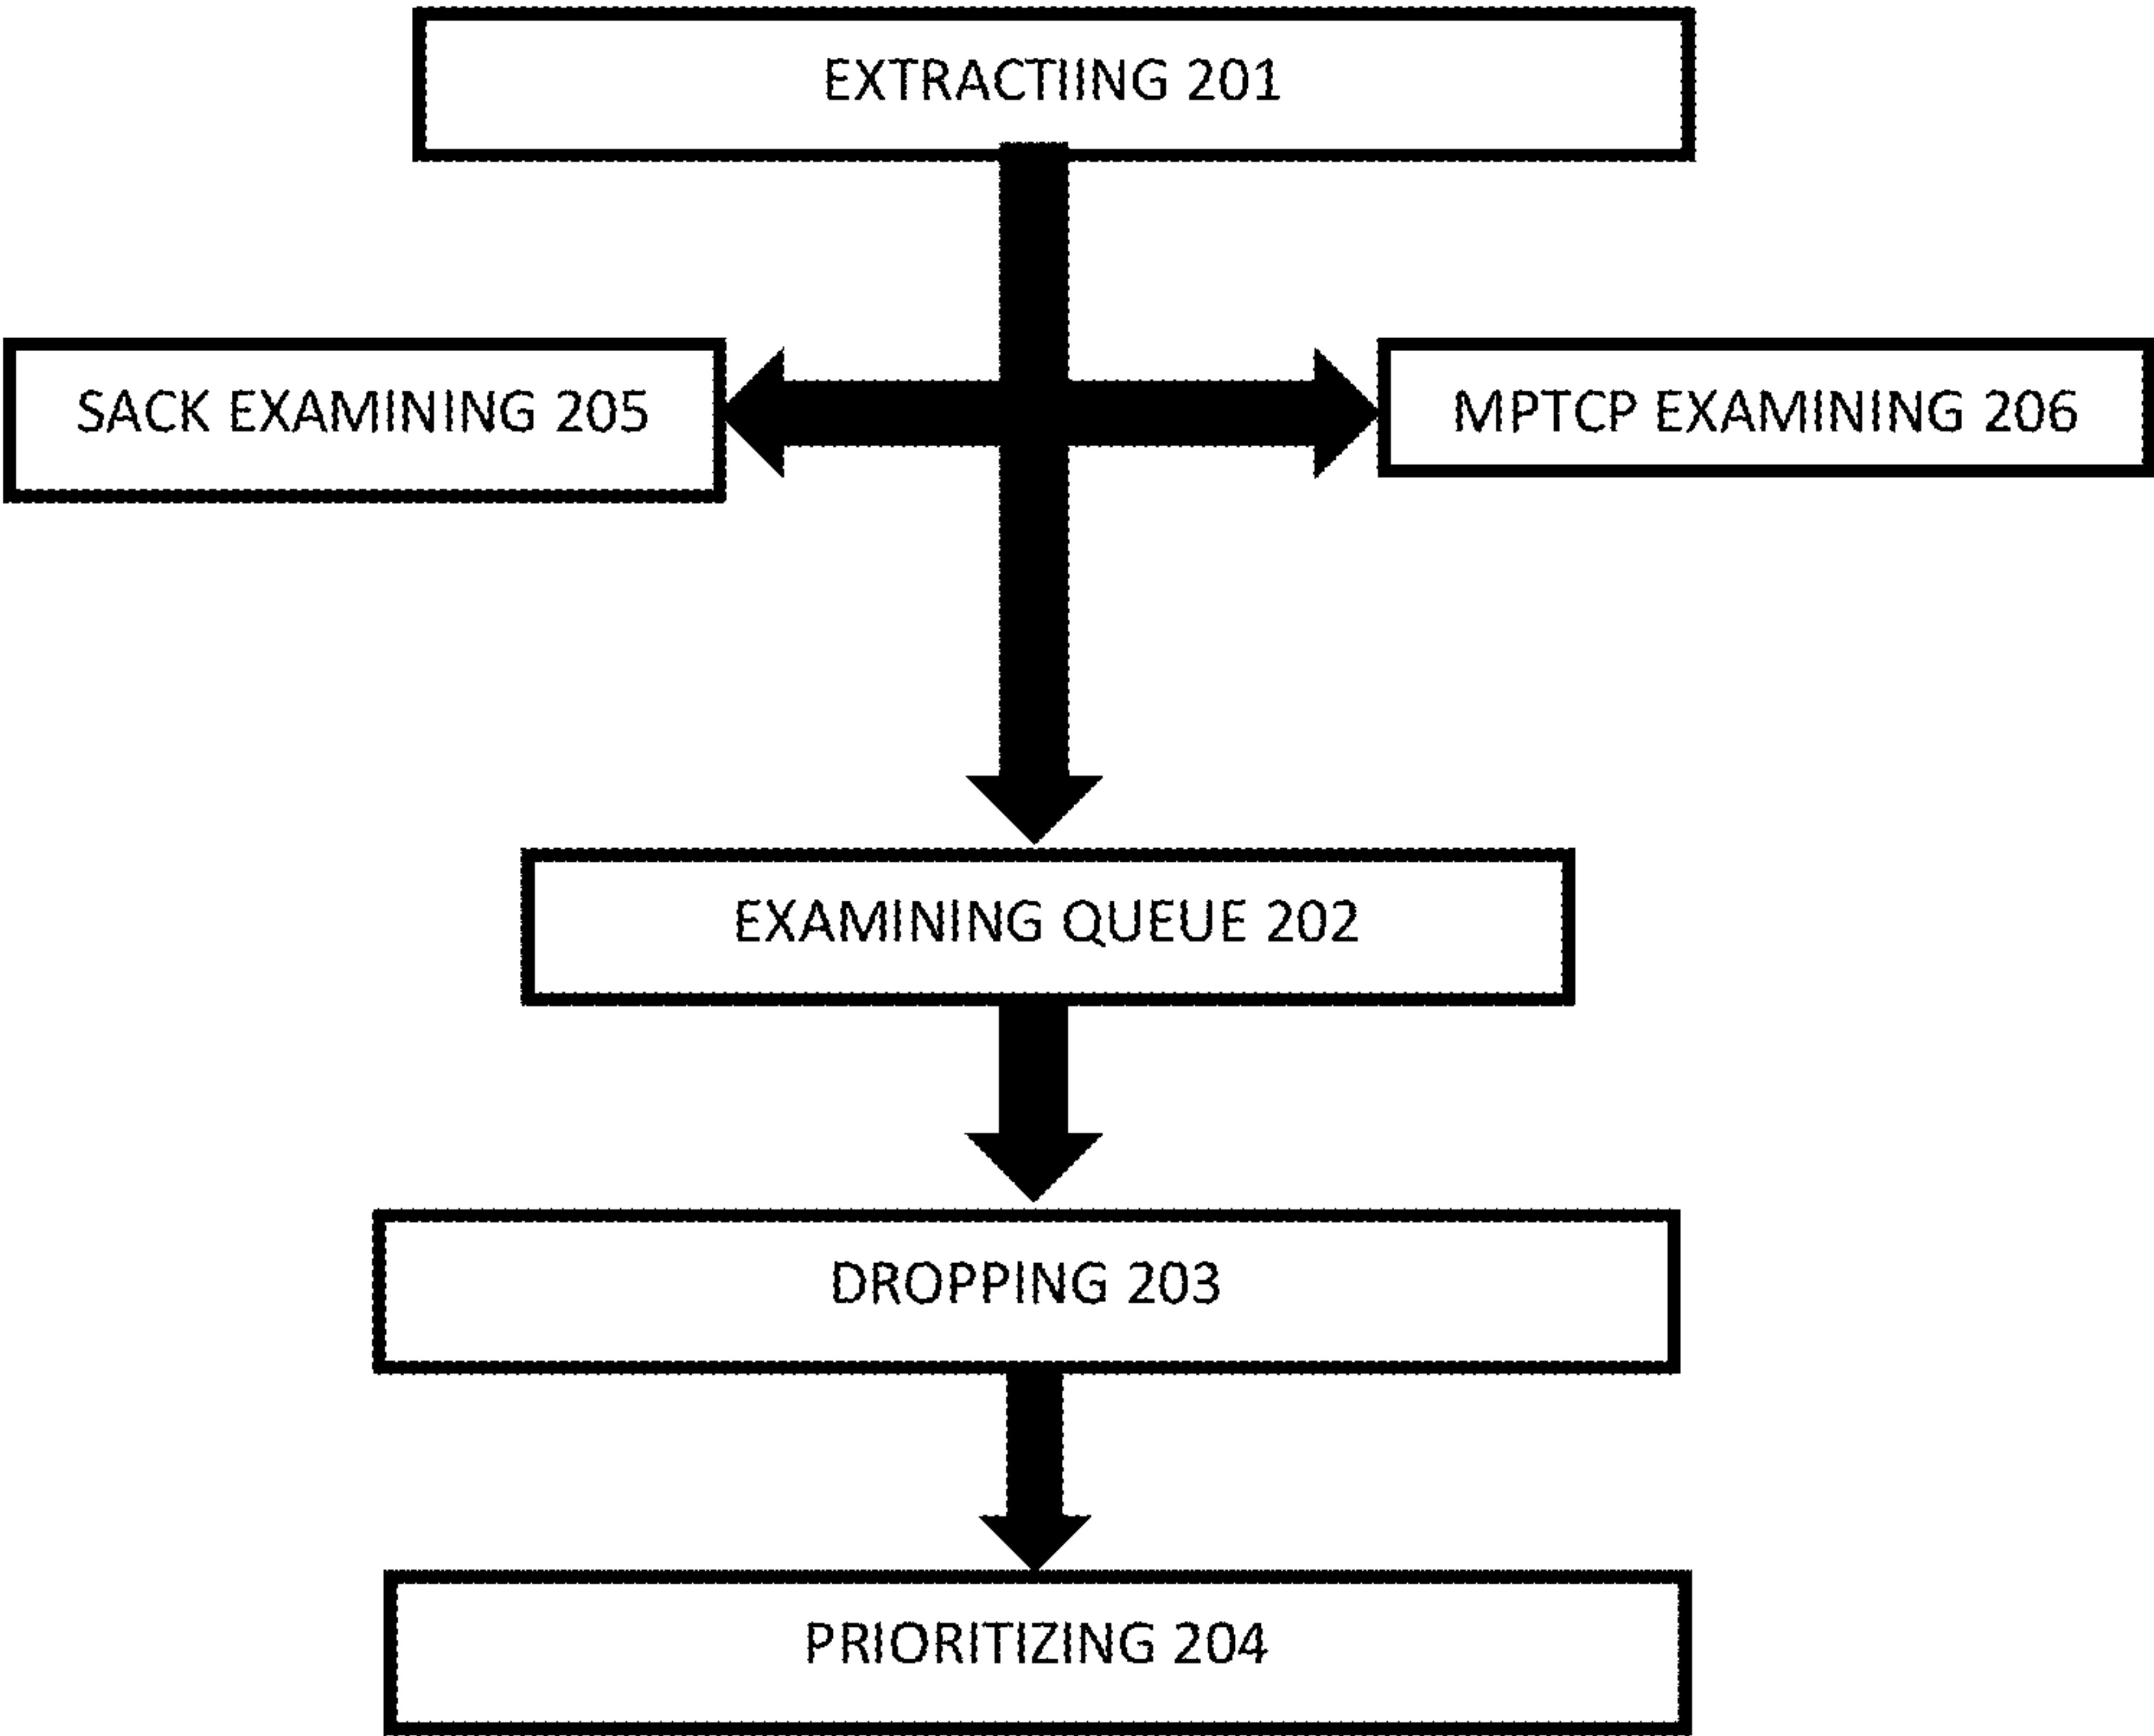 EXTRACTIING 201
SACK EXAMINING 205
MPTCP EXAMINING 206
EXAMINING QUEUE 202
DROPPING 203
PRIORITIZING 204